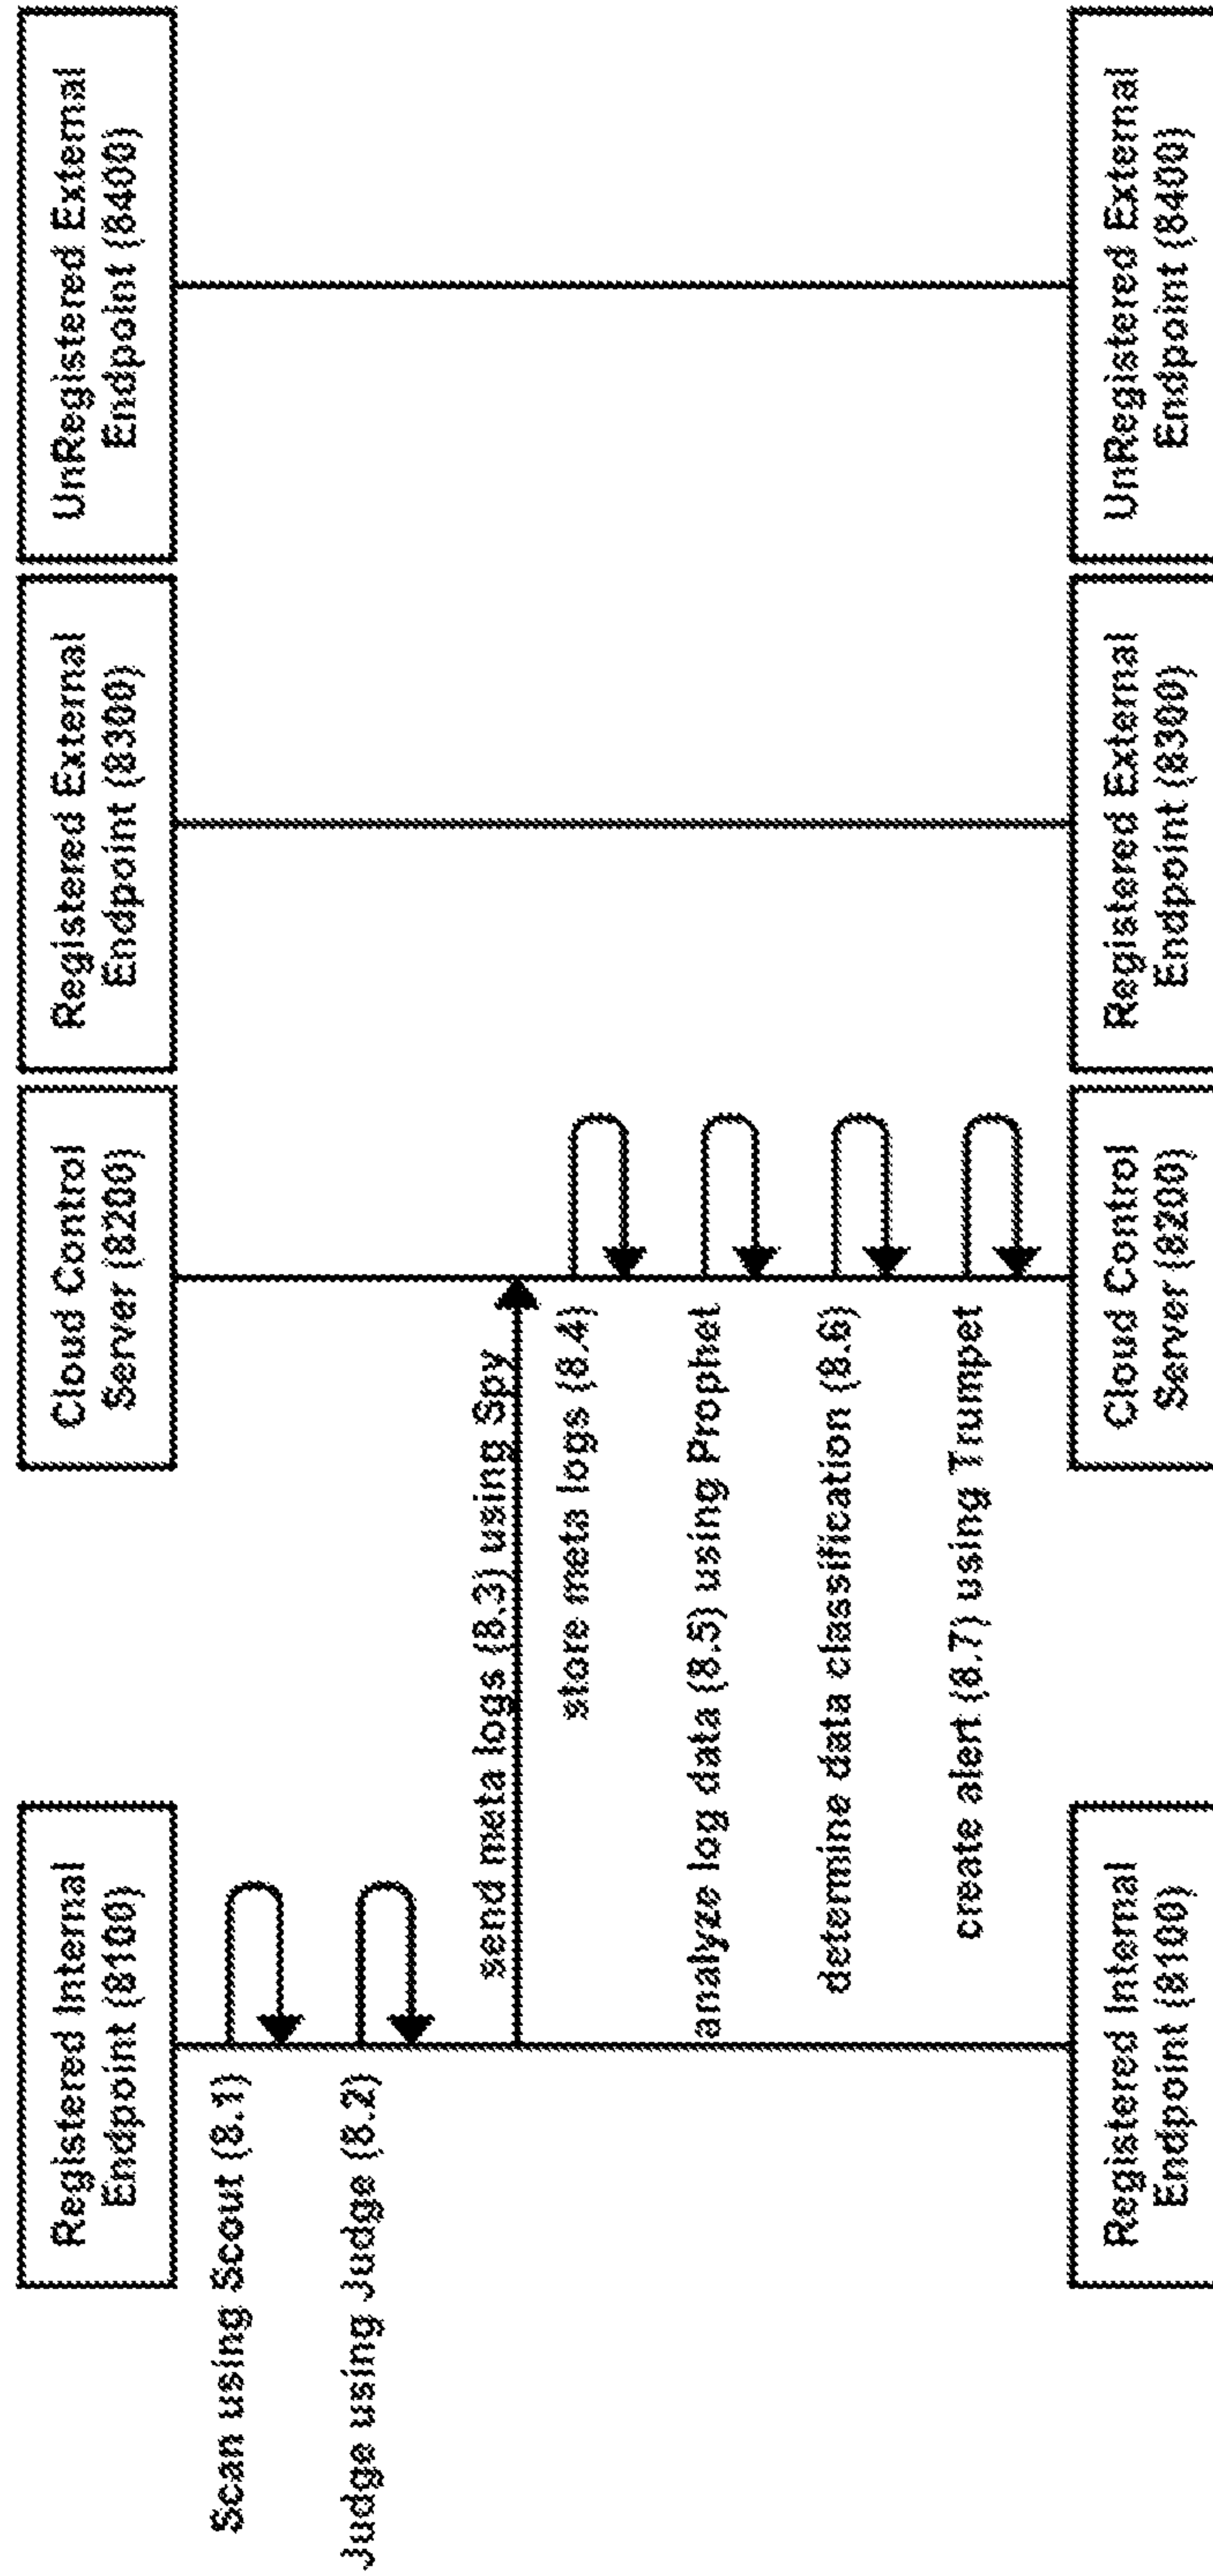 Registered Internal
Endpoint (8100)
Cloud Control
Server (8200)
Registered External
Endpoint (8300)
UnRegistered External
Endpoint (8400)
Scan using Scout (8.1)
Judge using Judge (8.2)
send meta logs (8.3) using Spy
store meta logs (8.4)
analyze log data (8.5) using Prophet
determine data classification (8.6)
create alert (8.7) using Trumpet
Registered Internal
Endpoint (8100)
Cloud Control
Server (8200)
Registered External
Endpoint (8300)
UnRegistered External
Endpoint (8400)